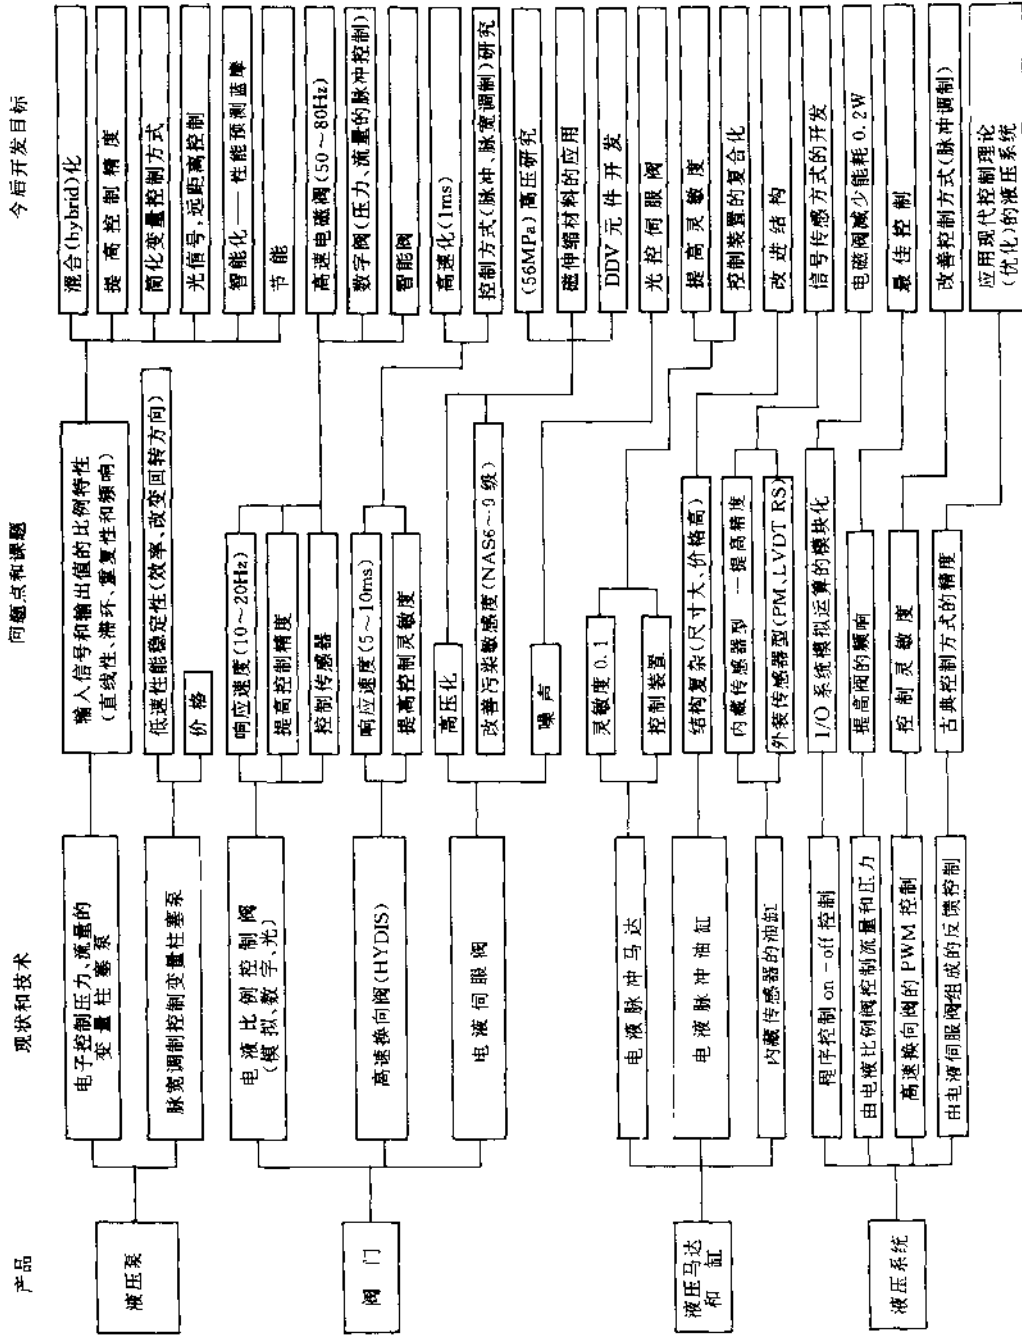 产品
现状和技术
问题点和课题
今后开发目标
液压泵
电子控制压力、流量的
变量柱塞泵
脉宽调制控制变量柱塞泵
输入信号和输出值的比例特性
(直线性、滞环、重复性和频响)
低速性能稳定性(效率、改变回转方向)
价格
混合(hybrid)化
提高控制精度
简化变量控制方式
光信号,远距离控制
智能化——性能预测蓝摩
节能
阀门
电液比例控制阀
(模拟、数字、光)
高速换向阀(HYDIS)
电液伺服阀
响应速度(10～20Hz)
提高控制精度
控制传感器
响应速度(5～10ms)
提高控制灵敏度
高压化
改善污染敏感度(NAS6～9级)
噪声
高速电磁阀(50～80Hz)
数字阀(压力、流量的脉冲控制)
智能阀
高速化(1ms)
控制方式(脉冲、脉宽调制)研究
(56MPa)高压研究
磁伸缩材料的应用
DDV元件开发
光控伺服阀
液压马达
和缸
电液脉冲马达
电液脉冲油缸
内藏传感器的油缸
灵敏度0.1
控制装置
结构复杂(尺寸大、价格高)
内藏传感器型——提高精度
外装传感器型(PM、LVDT RS)
提高灵敏度
控制装置的复合化
改进结构
信号传感方式的开发
液压系统
程序控制on-off控制
由电液比例阀控制流量和压力
高速换向阀的PWM控制
由电液伺服阀组成的反馈控制
I/O系统模拟运算的模块化
提高阀的频响
控制灵敏度
古典控制方式的精度
电磁阀减少能耗0.2W
最佳控制
改善控制方式(脉冲调制)
应用现代控制理论
(优化)的液压系统